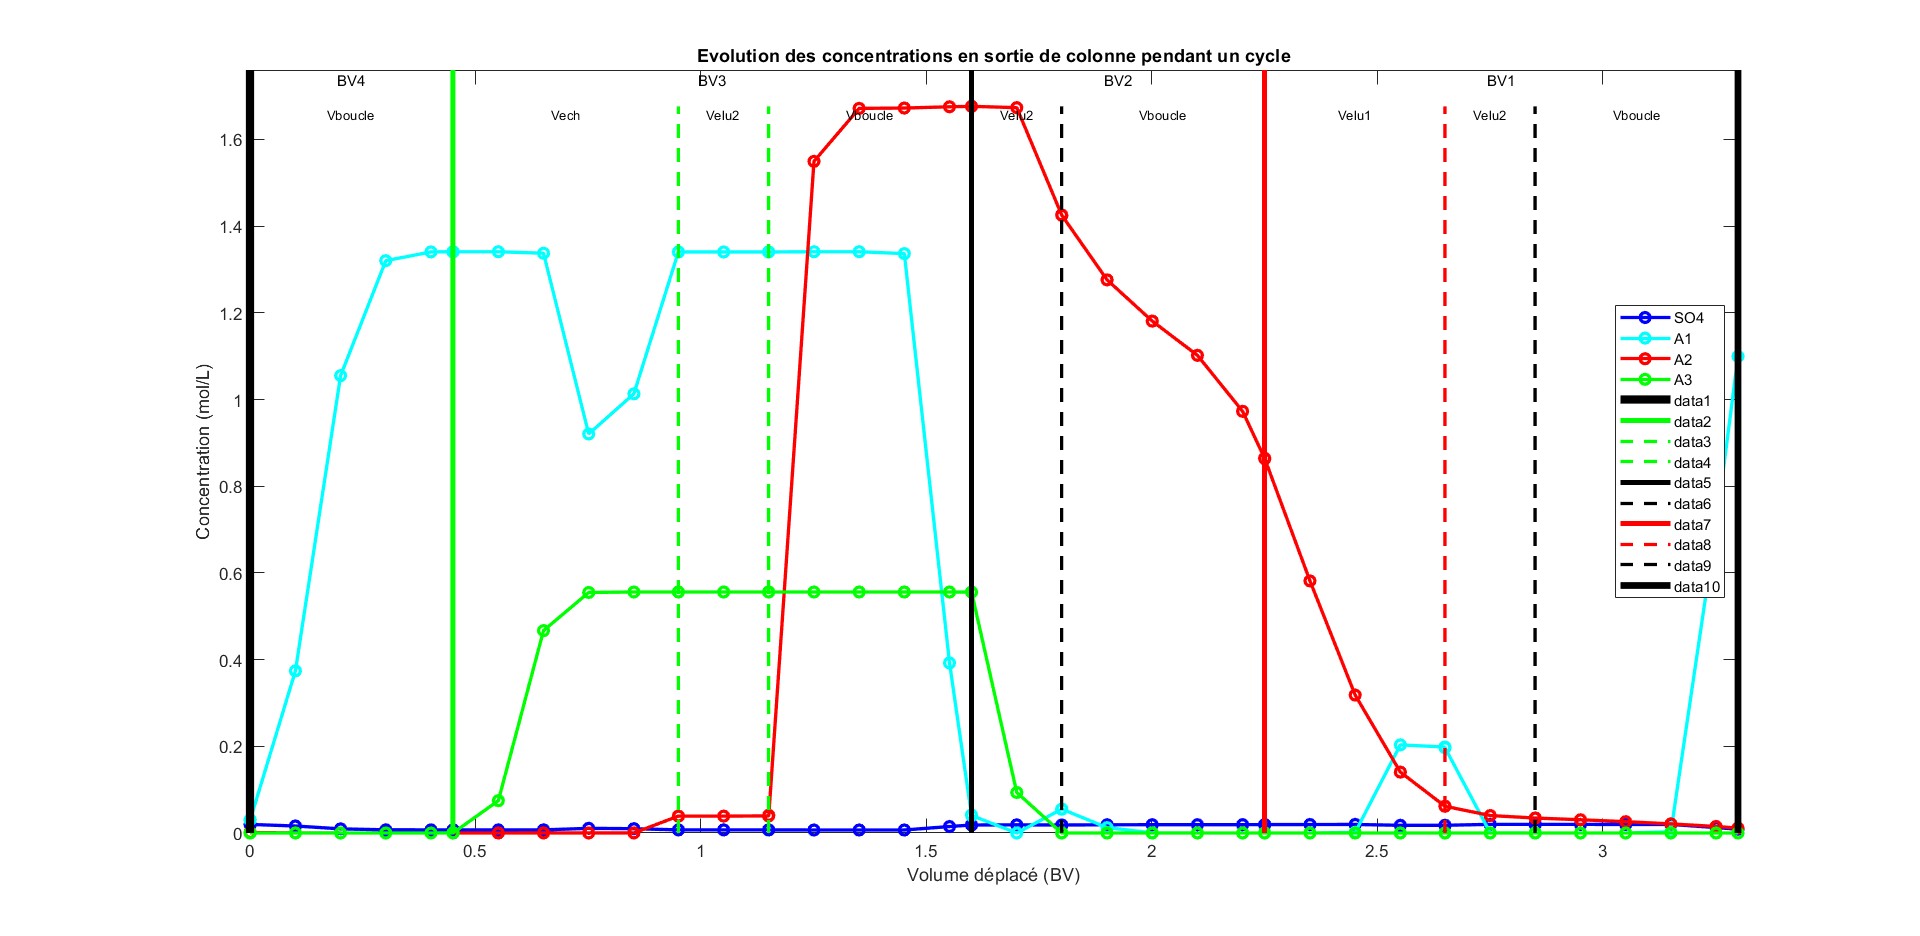 Evolution des concentrations en sortie de colonne pendant un cycle
BV4 BV3 BV2 BV1
Vboucle Vech Velu2 Vboucle Velu2 Vboucle Velu1 Velu2 Vboucle
1.6
1.4
1.2
1
0.8
0.6
0.4
0.2
0
Concentration (mol/L)
SO4
A1
A2
A3
data1
data2
data3
data4
data5
data6
data7
data8
data9
data10
0 0.5 1 1.5 2 2.5 3
Volume déplacé (BV)